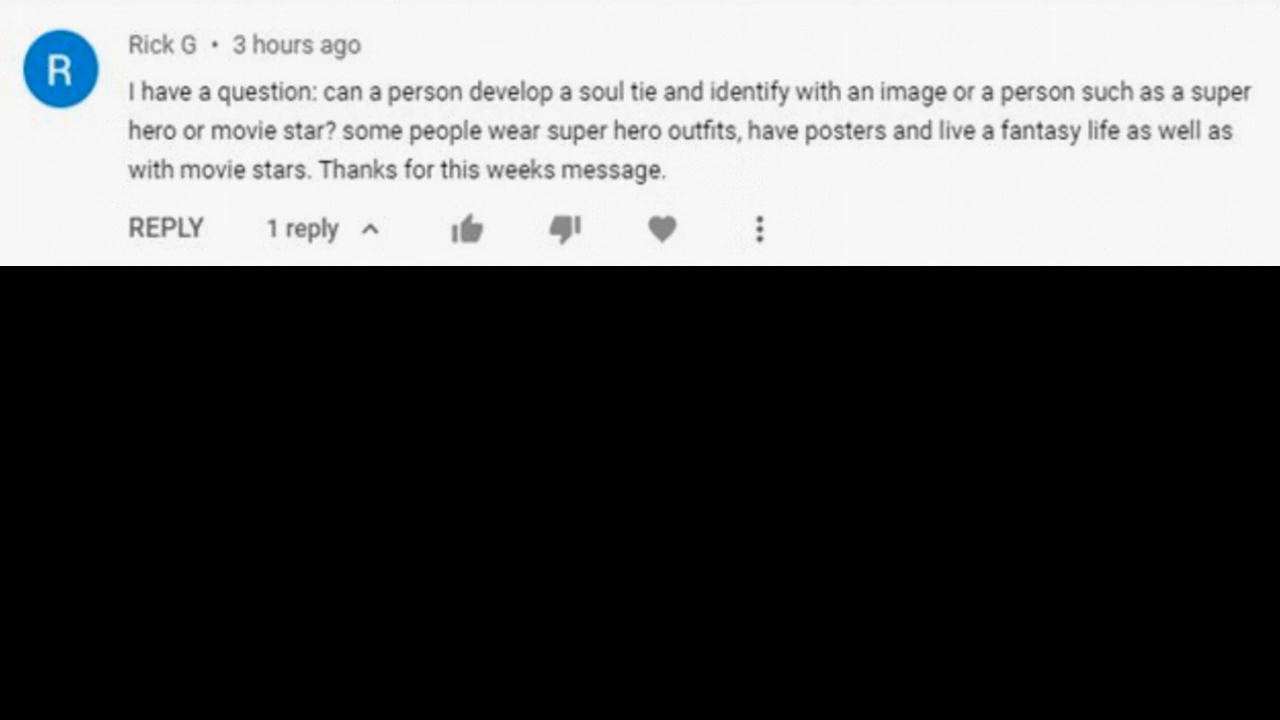 R
Rick G • 3 hours ago
I have a question: can a person develop a soul tie and identify with an image or a person such as a super
hero or movie star? some people wear super hero outfits, have posters and live a fantasy life as well as
with movie stars. Thanks for this weeks message.
REPLY 1 reply